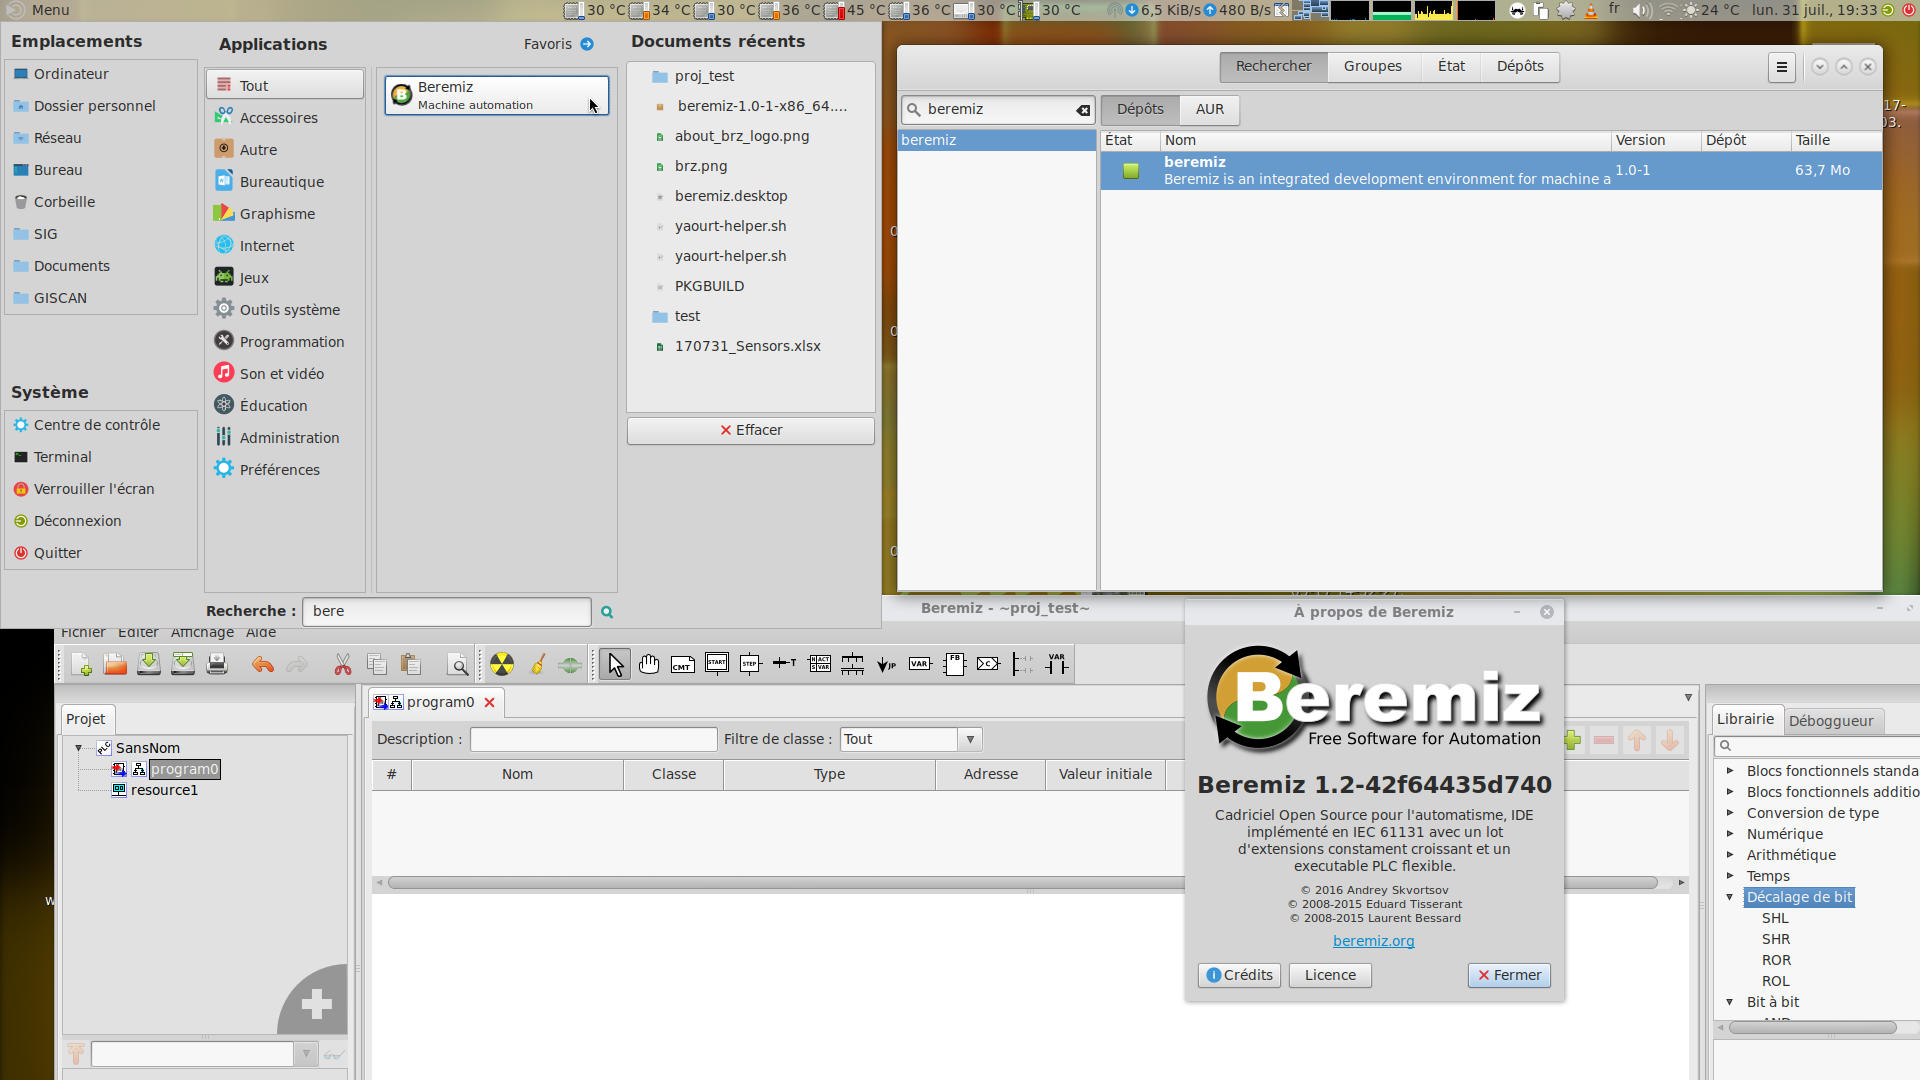 Menu
30 °C 34 °C 30 °C 36 °C 45 °C 36 °C 30 °C 30 °C 6,5 KiB/s 480 B/s fr 24 °C lun. 31 juil., 19:33
Emplacements
Ordinateur
Dossier personnel
Réseau
Bureau
Corbeille
SIG
Documents
GISCAN
Système
Centre de contrôle
Terminal
Verrouiller l'écran
Déconnexion
Quitter
Applications
Favoris
Tout
Accessoires
Autre
Bureautique
Graphisme
Internet
Jeux
Outils système
Programmation
Son et vidéo
Éducation
Administration
Préférences
Beremiz
Machine automation
Recherche : bere
Documents récents
proj_test
beremiz-1.0-1-x86_64....
about_brz_logo.png
brz.png
beremiz.desktop
yaourt-helper.sh
yaourt-helper.sh
PKGBUILD
test
170731_Sensors.xlsx
Effacer
Rechercher Groupes État Dépôts
beremiz
Dépôts AUR
beremiz
État Nom Version Dépôt Taille
beremiz
Beremiz is an integrated development environment for machine a
1.0-1 63,7 Mo
17-
03.
Beremiz - ~proj_test~
Fichier Editer Affichage Aide
CMT START STEP VAR FB VAR
Projet
SansNom
program0
resource1
program0
Description : Filtre de classe : Tout
# Nom Classe Type Adresse Valeur initiale
À propos de Beremiz
Beremiz
Free Software for Automation
Beremiz 1.2-42f64435d740
Cadriciel Open Source pour l'automatisme, IDE
implémenté en IEC 61131 avec un lot
d'extensions constament croissant et un
executable PLC flexible.
© 2016 Andrey Skvortsov
© 2008-2015 Eduard Tisserant
© 2008-2015 Laurent Bessard
beremiz.org
Crédits Licence Fermer
Librairie Déboggueur
Blocs fonctionnels standa
Blocs fonctionnels additio
Conversion de type
Numérique
Arithmétique
Temps
Décalage de bit
SHL
SHR
ROR
ROL
Bit à bit